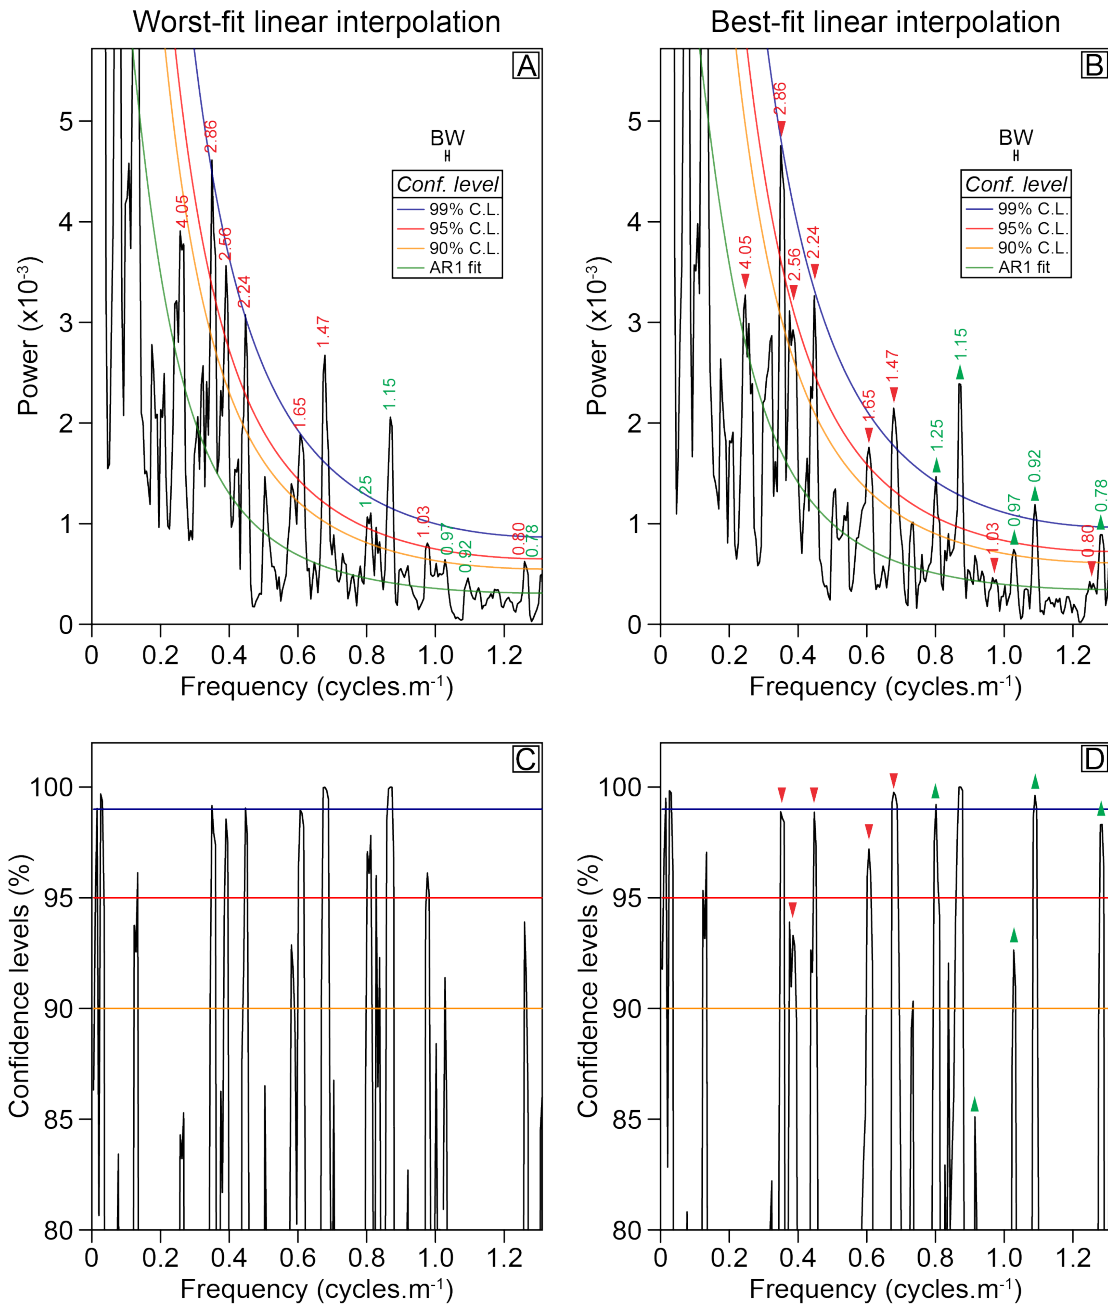 Worst-fit linear interpolation
Best-fit linear interpolation
A
5
4
3
2
1
0
Power (x10⁻³)
0 0.2 0.4 0.6 0.8 1.0 1.2
Frequency (cycles.m⁻¹)
BW
Conf. level
99% C.L.
95% C.L.
90% C.L.
AR1 fit
4.05
2.86
2.56
2.24
1.65
1.47
1.25
1.15
1.03
0.97
0.92
0.80
0.78
B
5
4
3
2
1
0
Power (x10⁻³)
0 0.2 0.4 0.6 0.8 1.0 1.2
Frequency (cycles.m⁻¹)
BW
Conf. level
99% C.L.
95% C.L.
90% C.L.
AR1 fit
4.05
2.86
2.56
2.24
1.65
1.47
1.25
1.15
1.03
0.97
0.92
0.80
0.78
C
100
95
90
85
80
Confidence levels (%)
0 0.2 0.4 0.6 0.8 1.0 1.2
Frequency (cycles.m⁻¹)
D
100
95
90
85
80
Confidence levels (%)
0 0.2 0.4 0.6 0.8 1.0 1.2
Frequency (cycles.m⁻¹)